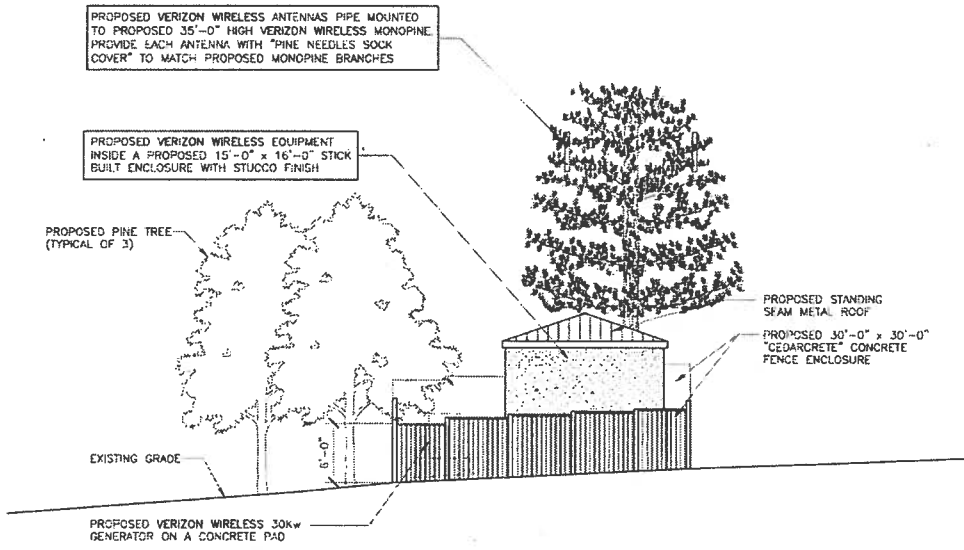 PROPOSED VERIZON WIRELESS ANTENNAS PIPE MOUNTED
TO PROPOSED 35'-0" HIGH VERIZON WIRELESS MONOPINE.
PROVIDE EACH ANTENNA WITH "PINE NEEDLES SOCK
COVER" TO MATCH PROPOSED MONOPINE BRANCHES
PROPOSED VERIZON WIRELESS EQUIPMENT
INSIDE A PROPOSED 15'-0" x 16'-0" STICK
BUILT ENCLOSURE WITH STUCCO FINISH
PROPOSED PINE TREE
(TYPICAL OF 3)
PROPOSED STANDING
SEAM METAL ROOF
PROPOSED 30'-0" x 30'-0"
"CEDARCRETE" CONCRETE
FENCE ENCLOSURE
6'-0"
EXISTING GRADE
PROPOSED VERIZON WIRELESS 30Kw
GENERATOR ON A CONCRETE PAD